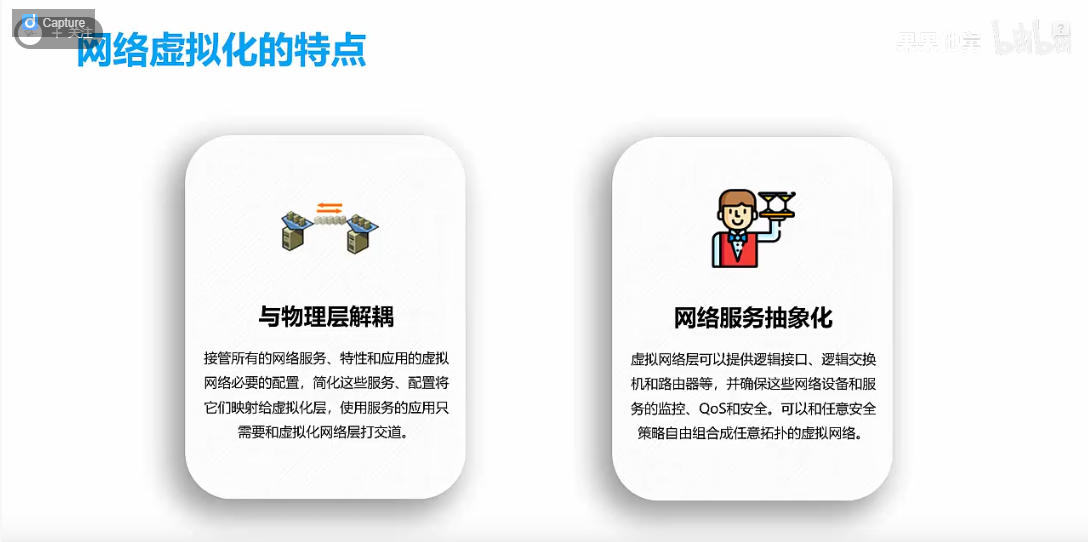 Capture
+ 关注
网络虚拟化的特点
bilibili
与物理层解耦
接管所有的网络服务、特性和应用的虚拟
网络必要的配置，简化这些服务、配置将
它们映射给虚拟化层，使用服务的应用只
需要和虚拟化网络层打交道。
网络服务抽象化
虚拟网络层可以提供逻辑接口、逻辑交换
机和路由器等，并确保这些网络设备和服
务的监控、QoS和安全。可以和任意安全
策略自由组合成任意拓扑的虚拟网络。